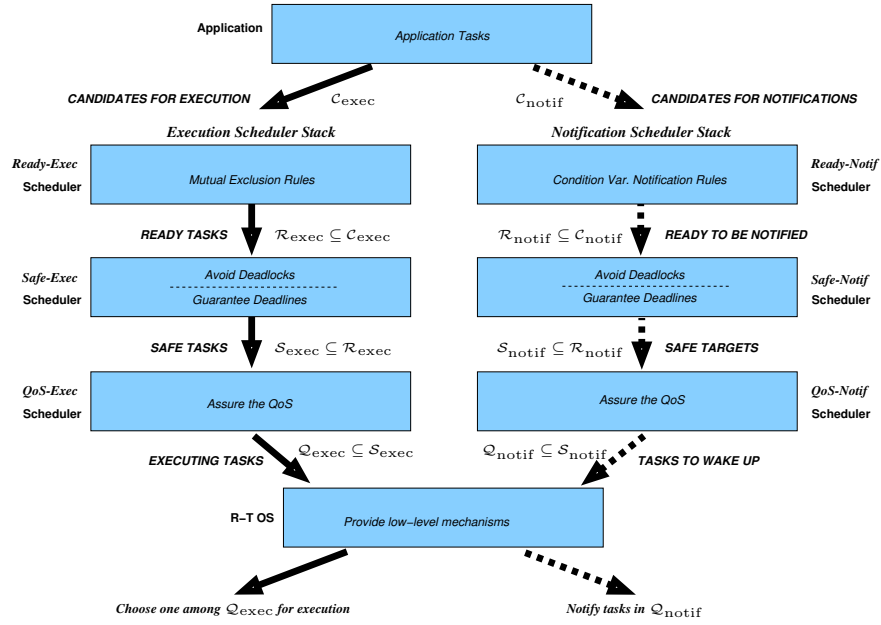 Application
Application Tasks
CANDIDATES FOR EXECUTION
𝒞exec
𝒞notif
CANDIDATES FOR NOTIFICATIONS
Execution Scheduler Stack
Notification Scheduler Stack
Ready-Exec
Scheduler
Mutual Exclusion Rules
Condition Var. Notification Rules
Ready-Notif
Scheduler
READY TASKS
ℛexec ⊆ 𝒞exec
ℛnotif ⊆ 𝒞notif
READY TO BE NOTIFIED
Safe-Exec
Scheduler
Avoid Deadlocks
Guarantee Deadlines
Avoid Deadlocks
Guarantee Deadlines
Safe-Notif
Scheduler
SAFE TASKS
𝒮exec ⊆ ℛexec
𝒮notif ⊆ ℛnotif
SAFE TARGETS
QoS-Exec
Scheduler
Assure the QoS
Assure the QoS
QoS-Notif
Scheduler
EXECUTING TASKS
𝒬exec ⊆ 𝒮exec
𝒬notif ⊆ 𝒮notif
TASKS TO WAKE UP
R−T OS
Provide low−level mechanisms
Choose one among 𝒬exec for execution
Notify tasks in 𝒬notif